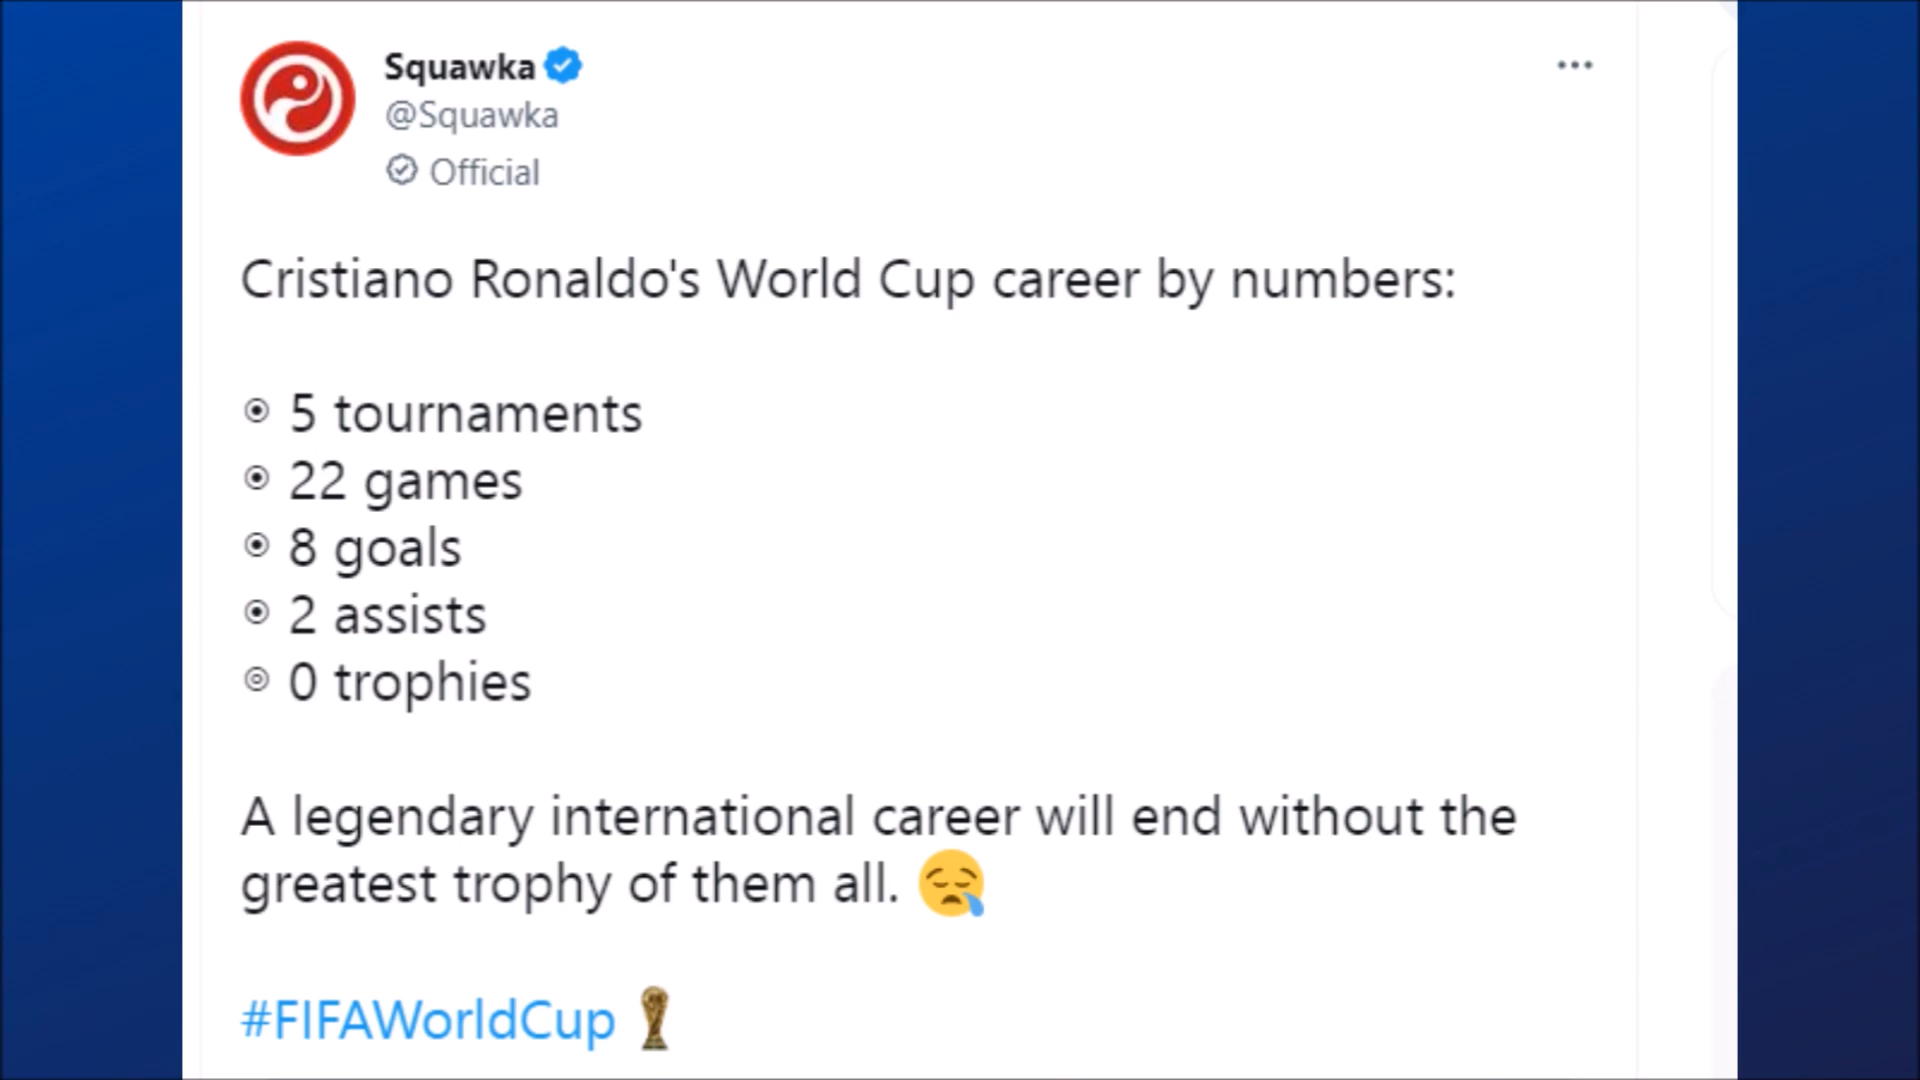 Squawka
@Squawka
Official
Cristiano Ronaldo's World Cup career by numbers:
5 tournaments
22 games
8 goals
2 assists
0 trophies
A legendary international career will end without the
greatest trophy of them all. 😪
#FIFAWorldCup